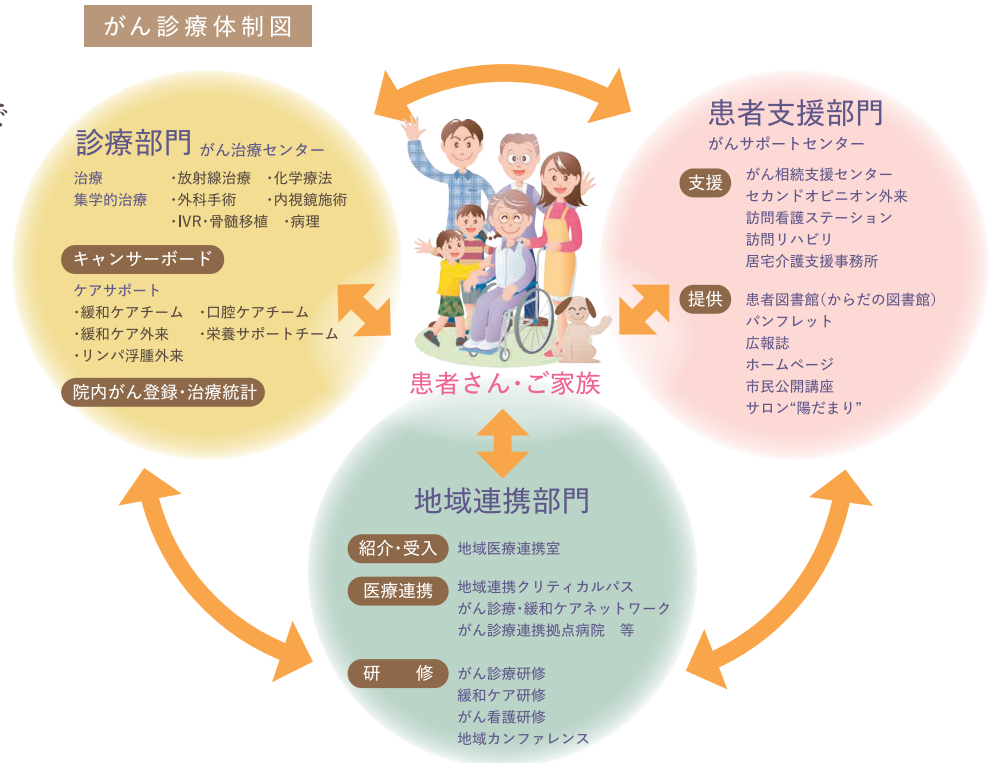 がん診療体制図
で
診療部門 がん治療センター
治療 ・放射線治療 ・化学療法
集学的治療 ・外科手術 ・内視鏡施術
・IVR・骨髄移植 ・病理
キャンサーボード
ケアサポート
・緩和ケアチーム ・口腔ケアチーム
・緩和ケア外来 ・栄養サポートチーム
・リンパ浮腫外来
院内がん登録・治療統計
患者支援部門
がんサポートセンター
支援 がん相続支援センター
セカンドオピニオン外来
訪問看護ステーション
訪問リハビリ
居宅介護支援事務所
提供 患者図書館(からだの図書館)
パンフレット
広報誌
ホームページ
市民公開講座
サロン“陽だまり”
患者さん・ご家族
地域連携部門
紹介・受入 地域医療連携室
医療連携 地域連携クリティカルパス
がん診療・緩和ケアネットワーク
がん診療連携拠点病院 等
研 修 がん診療研修
緩和ケア研修
がん看護研修
地域カンファレンス